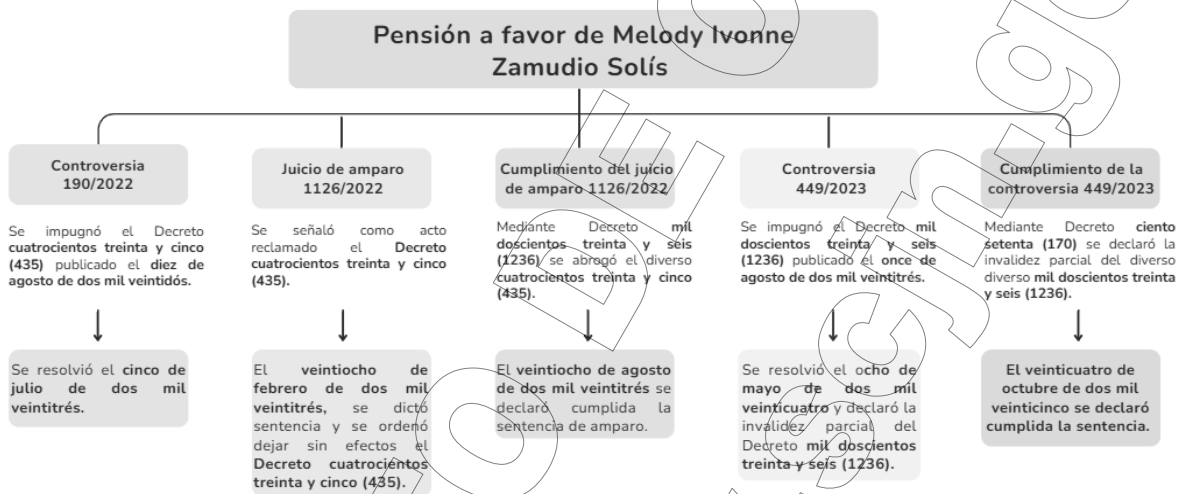 Pensión a favor de Melody Ivonne
Zamudio Solís
Controversia
190/2022
Se impugnó el Decreto
cuatrocientos treinta y cinco
(435) publicado el diez de
agosto de dos mil veintidós.
Se resolvió el cinco de
julio de dos mil
veintitrés.
Juicio de amparo
1126/2022
Se señaló como acto
reclamado el Decreto
cuatrocientos treinta y cinco
(435).
El veintiocho de
febrero de dos mil
veintitrés, se dictó
sentencia y se ordenó
dejar sin efectos el
Decreto cuatrocientos
treinta y cinco (435).
Cumplimiento del juicio
de amparo 1126/2022
Mediante Decreto mil
doscientos treinta y seis
(1236) se abrogó el diverso
cuatrocientos treinta y cinco
(435).
El veintiocho de agosto
de dos mil veintitrés se
declaró cumplida la
sentencia de amparo.
Controversia
449/2023
Se impugnó el Decreto mil
doscientos treinta y seis
(1236) publicado el once de
agosto de dos mil veintitrés.
Se resolvió el ocho de
mayo de dos mil
veinticuatro y declaró la
invalidez parcial del
Decreto mil doscientos
treinta y seis (1236).
Cumplimiento de la
controversia 449/2023
Mediante Decreto ciento
setenta (170) se declaró la
invalidez parcial del diverso
diverso mil doscientos treinta
y seis (1236).
El veinticuatro de
octubre de dos mil
veinticinco se declaró
cumplida la sentencia.